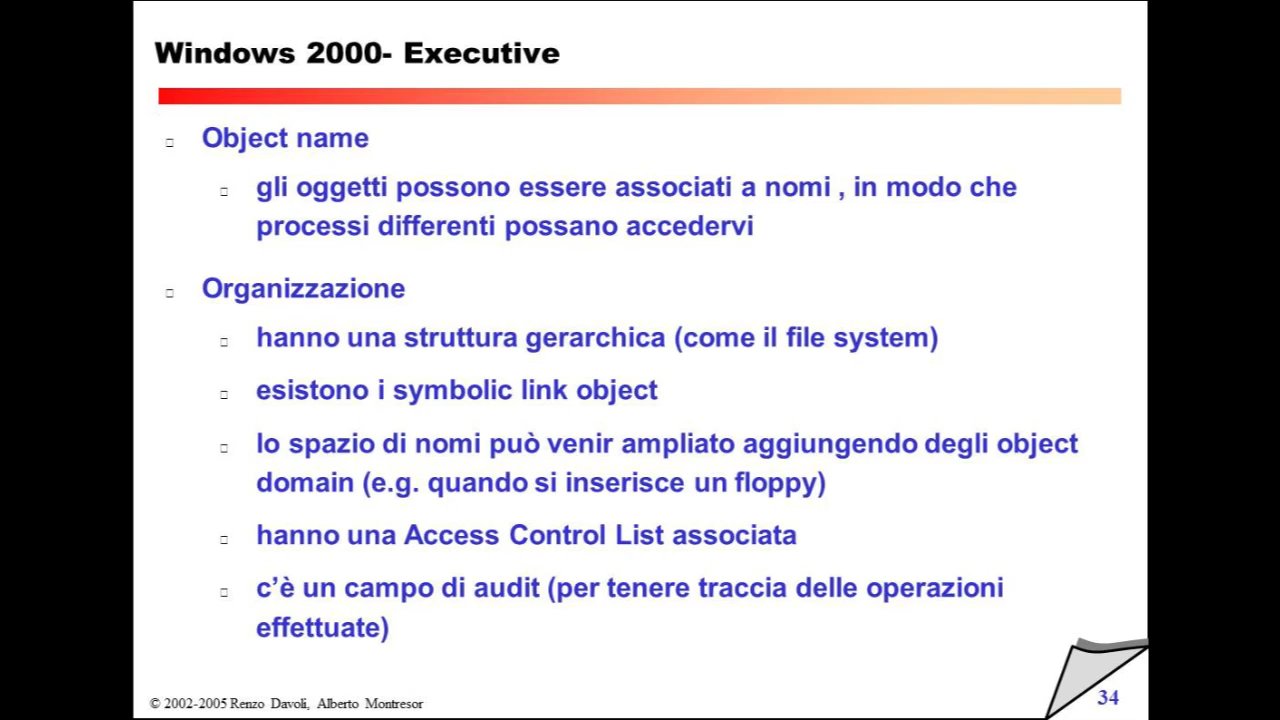 Windows 2000- Executive
Object name
gli oggetti possono essere associati a nomi , in modo che
processi differenti possano accedervi
Organizzazione
hanno una struttura gerarchica (come il file system)
esistono i symbolic link object
lo spazio di nomi può venir ampliato aggiungendo degli object
domain (e.g. quando si inserisce un floppy)
hanno una Access Control List associata
c’è un campo di audit (per tenere traccia delle operazioni
effettuate)
© 2002-2005 Renzo Davoli, Alberto Montresor
34